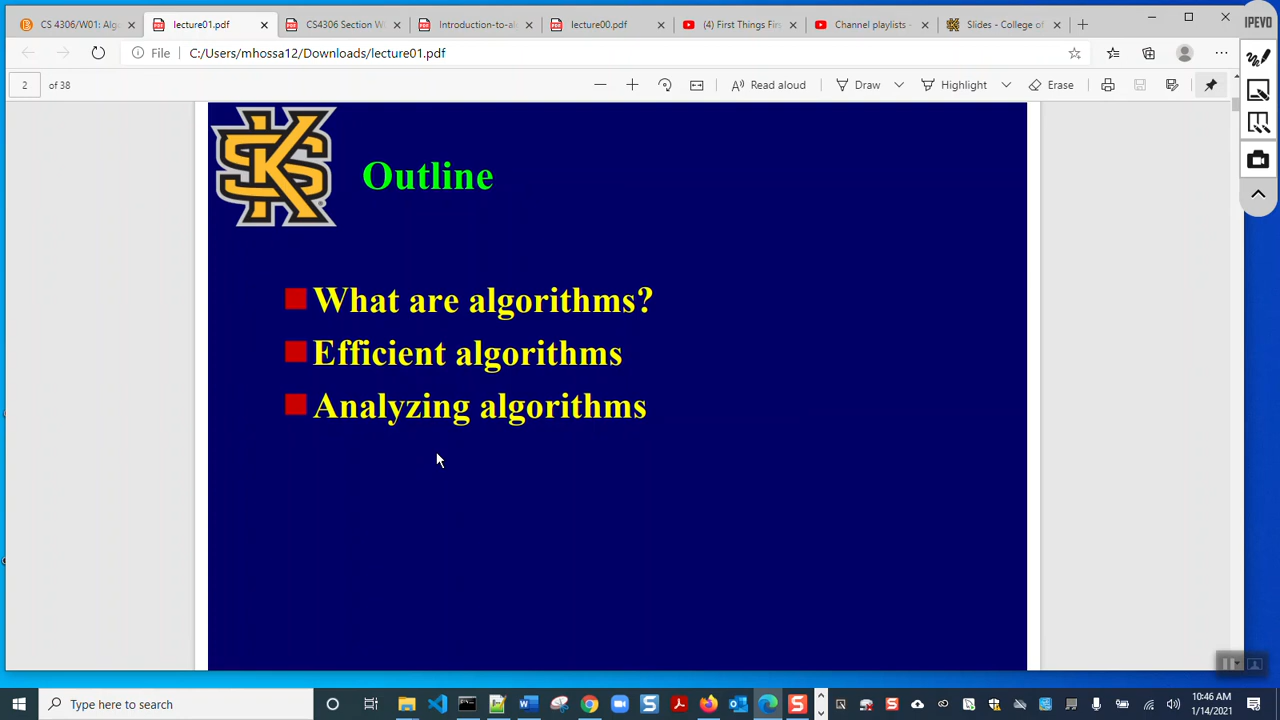 CS 4306/W01: Alg
lecture01.pdf
CS4306 Section W
Introduction-to-al
lecture00.pdf
(4) First Things Fir
Channel playlists -
Slides - College of
IPEVO
File
C:/Users/mhossa12/Downloads/lecture01.pdf
2
of 38
Read aloud
Draw
Highlight
Erase
KS
Outline
What are algorithms?
Efficient algorithms
Analyzing algorithms
Type here to search
10:46 AM
1/14/2021